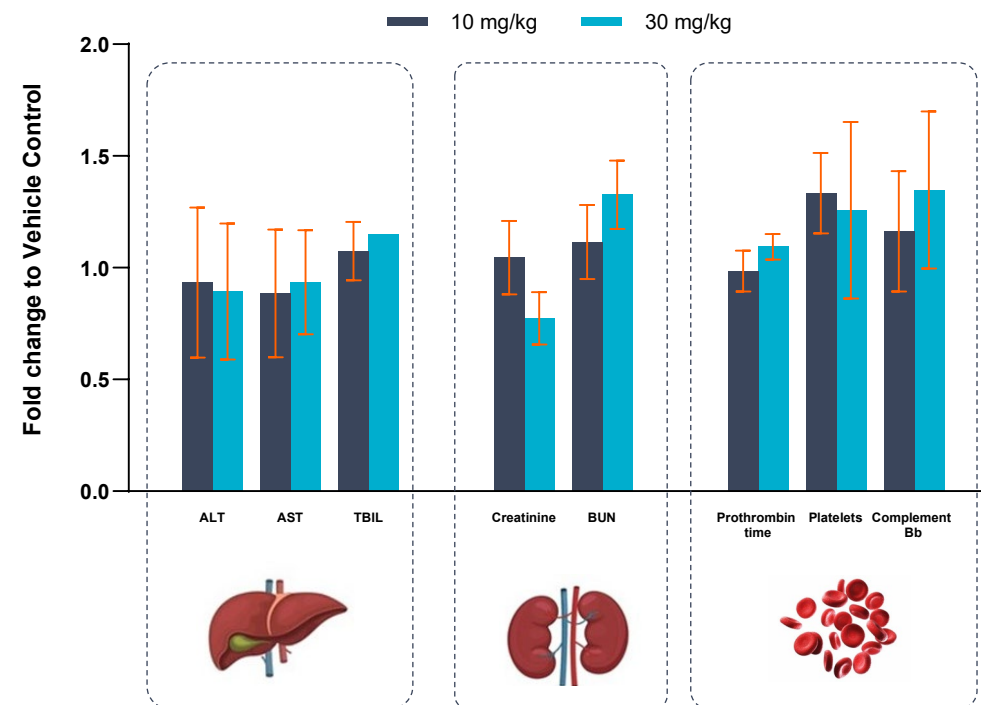 10 mg/kg 30 mg/kg
Fold change to Vehicle Control
2.0
1.5
1.0
0.5
0.0
ALT AST TBIL
Creatinine BUN
Prothrombin time Platelets Complement Bb